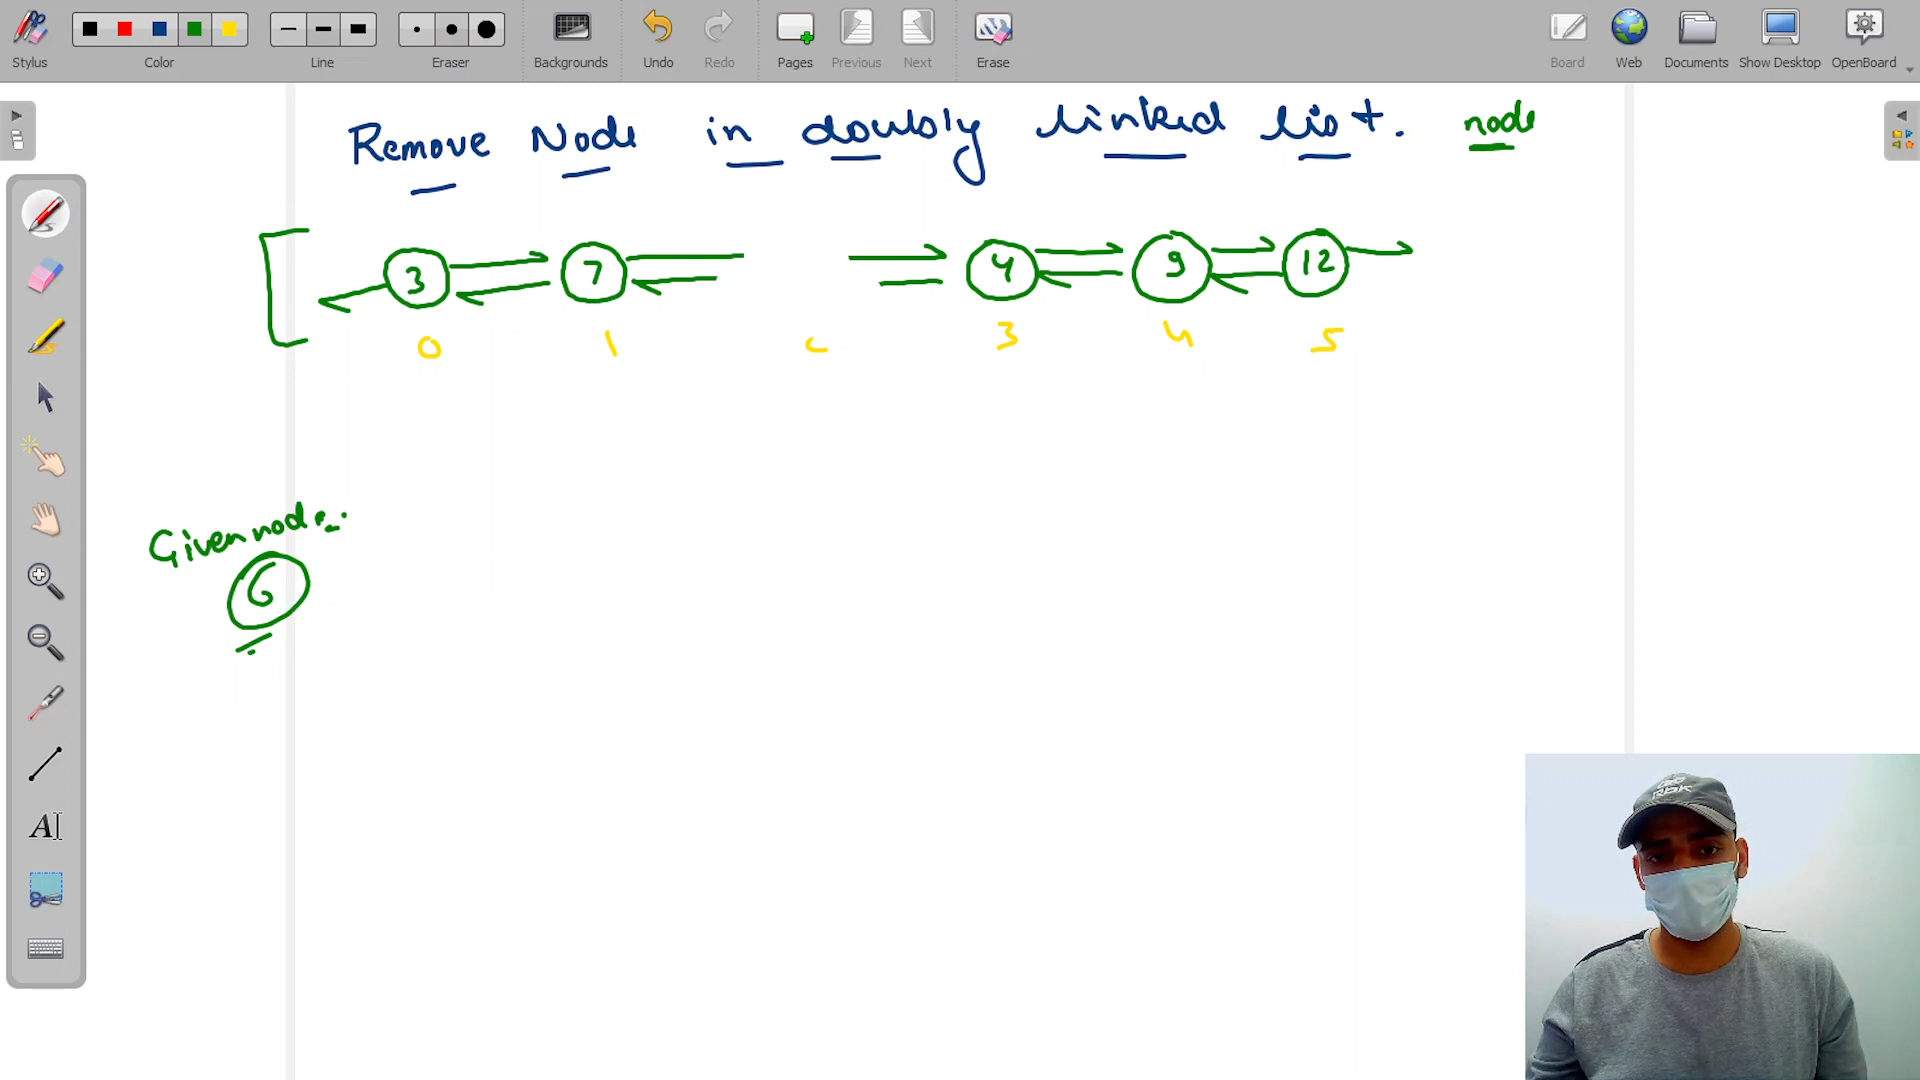 Stylus Color Line Eraser Backgrounds Undo Redo Pages Previous Next Erase Board Web Documents Show Desktop OpenBoard
Remove Node in doubly linked list. node
3 7 4 9 12
0 1 3 4 5
Given node
6
A
RBK